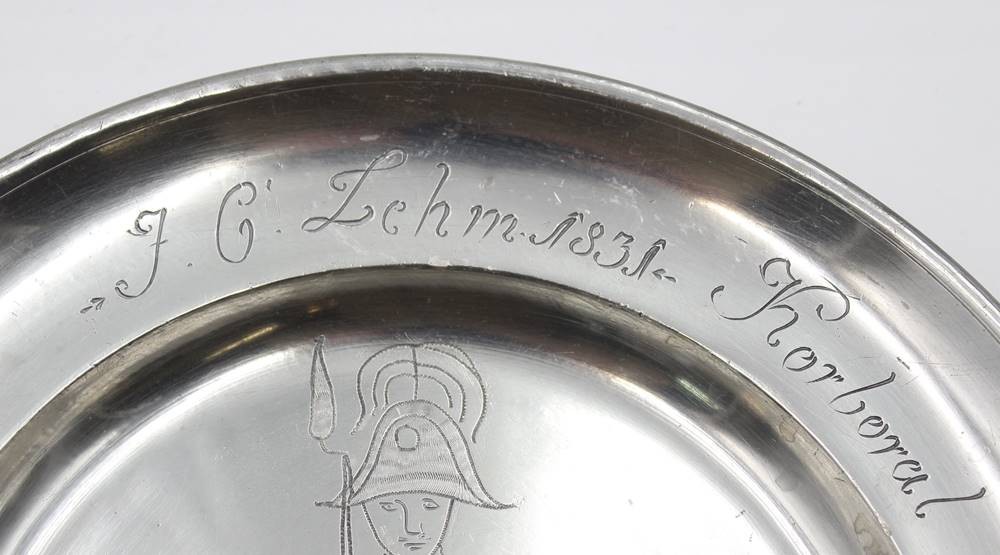 J. C. Lehm. 1831. Korboral